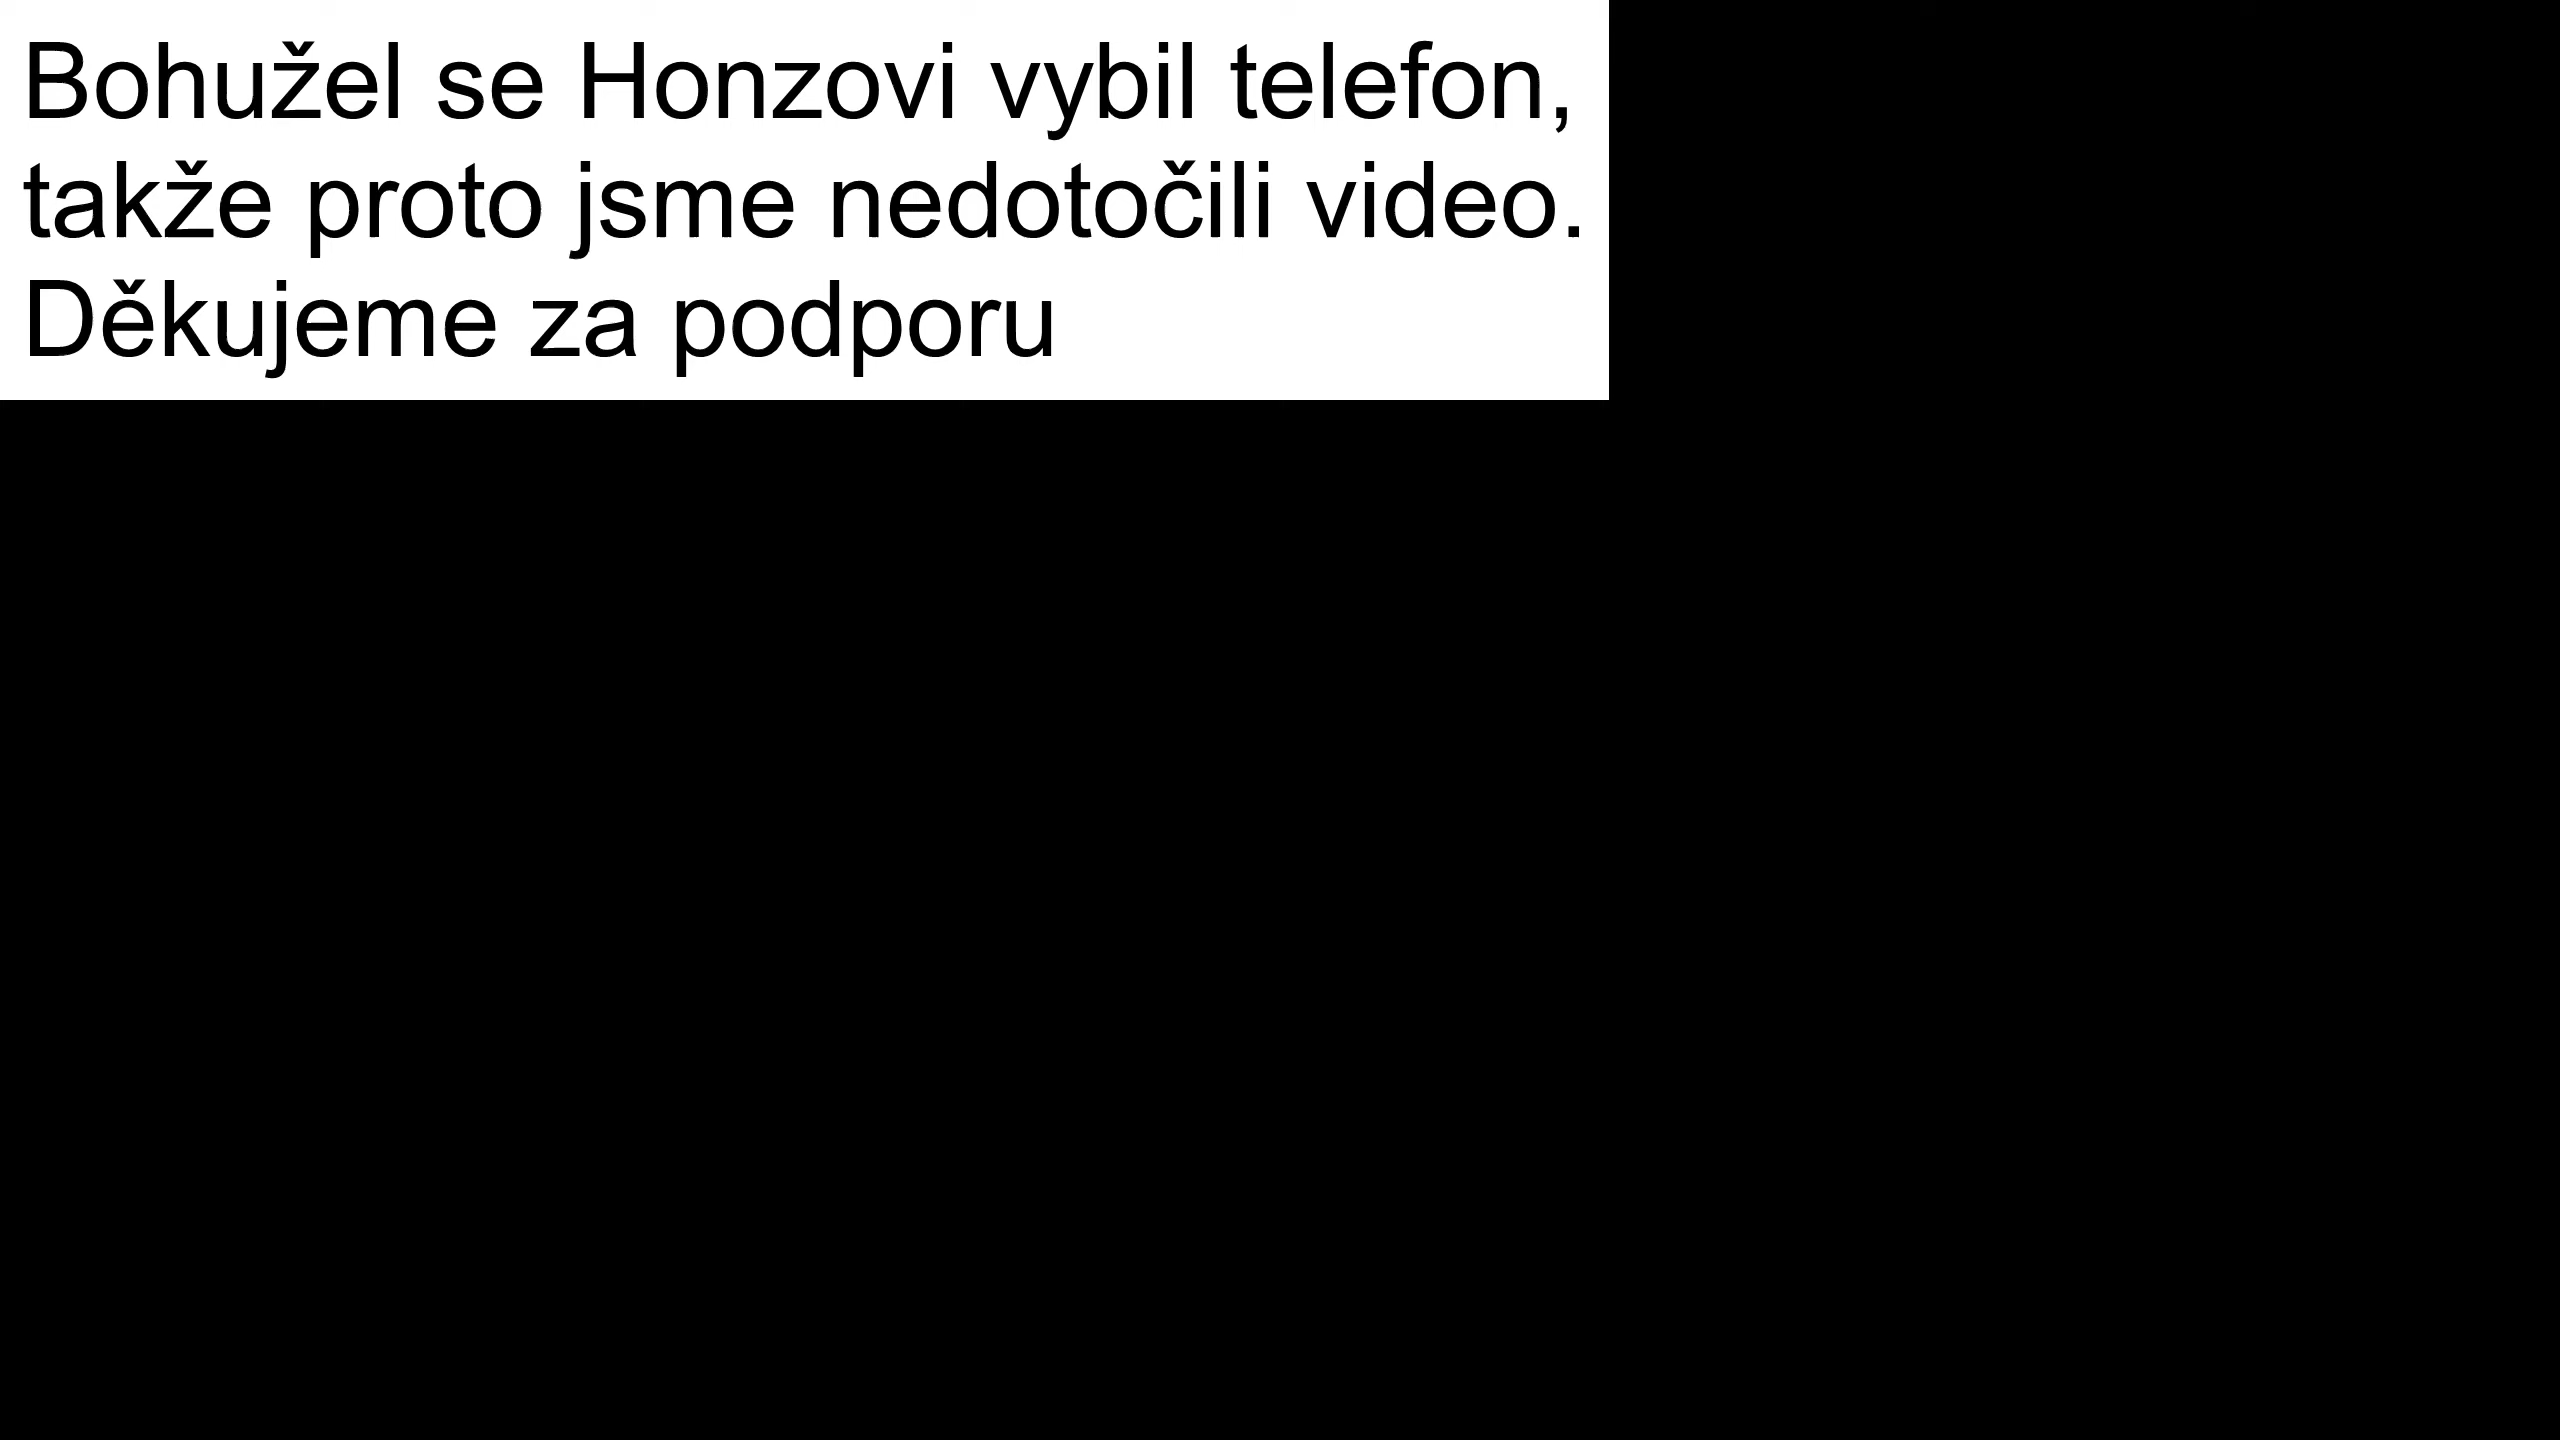 Bohužel se Honzovi vybil telefon,
takže proto jsme nedotočili video.
Děkujeme za podporu